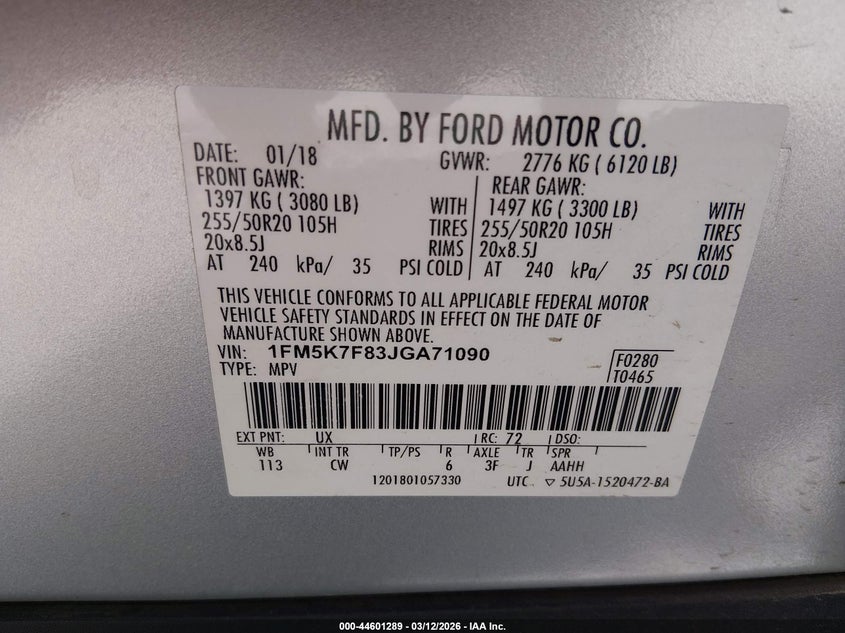 MFD. BY FORD MOTOR CO.
DATE: 01/18 GVWR: 2776 KG ( 6120 LB)
FRONT GAWR: REAR GAWR:
1397 KG ( 3080 LB) WITH 1497 KG ( 3300 LB) WITH
255/50R20 105H TIRES 255/50R20 105H TIRES
20x8.5J RIMS 20x8.5J RIMS
AT 240 kPa/ 35 PSI COLD AT 240 kPa/ 35 PSI COLD
THIS VEHICLE CONFORMS TO ALL APPLICABLE FEDERAL MOTOR
VEHICLE SAFETY STANDARDS IN EFFECT ON THE DATE OF
MANUFACTURE SHOWN ABOVE.
VIN: 1FM5K7F83JGA71090 F0280
TYPE: MPV T0465
EXT PNT: UX RC: 72 DSO:
WB INT TR TP/PS R AXLE TR SPR
113 CW 6 3F J AAHH
1201801057330 UTC ▽ 5U5A-1520472-BA
000-44601289 - 03/12/2026 - IAA Inc.